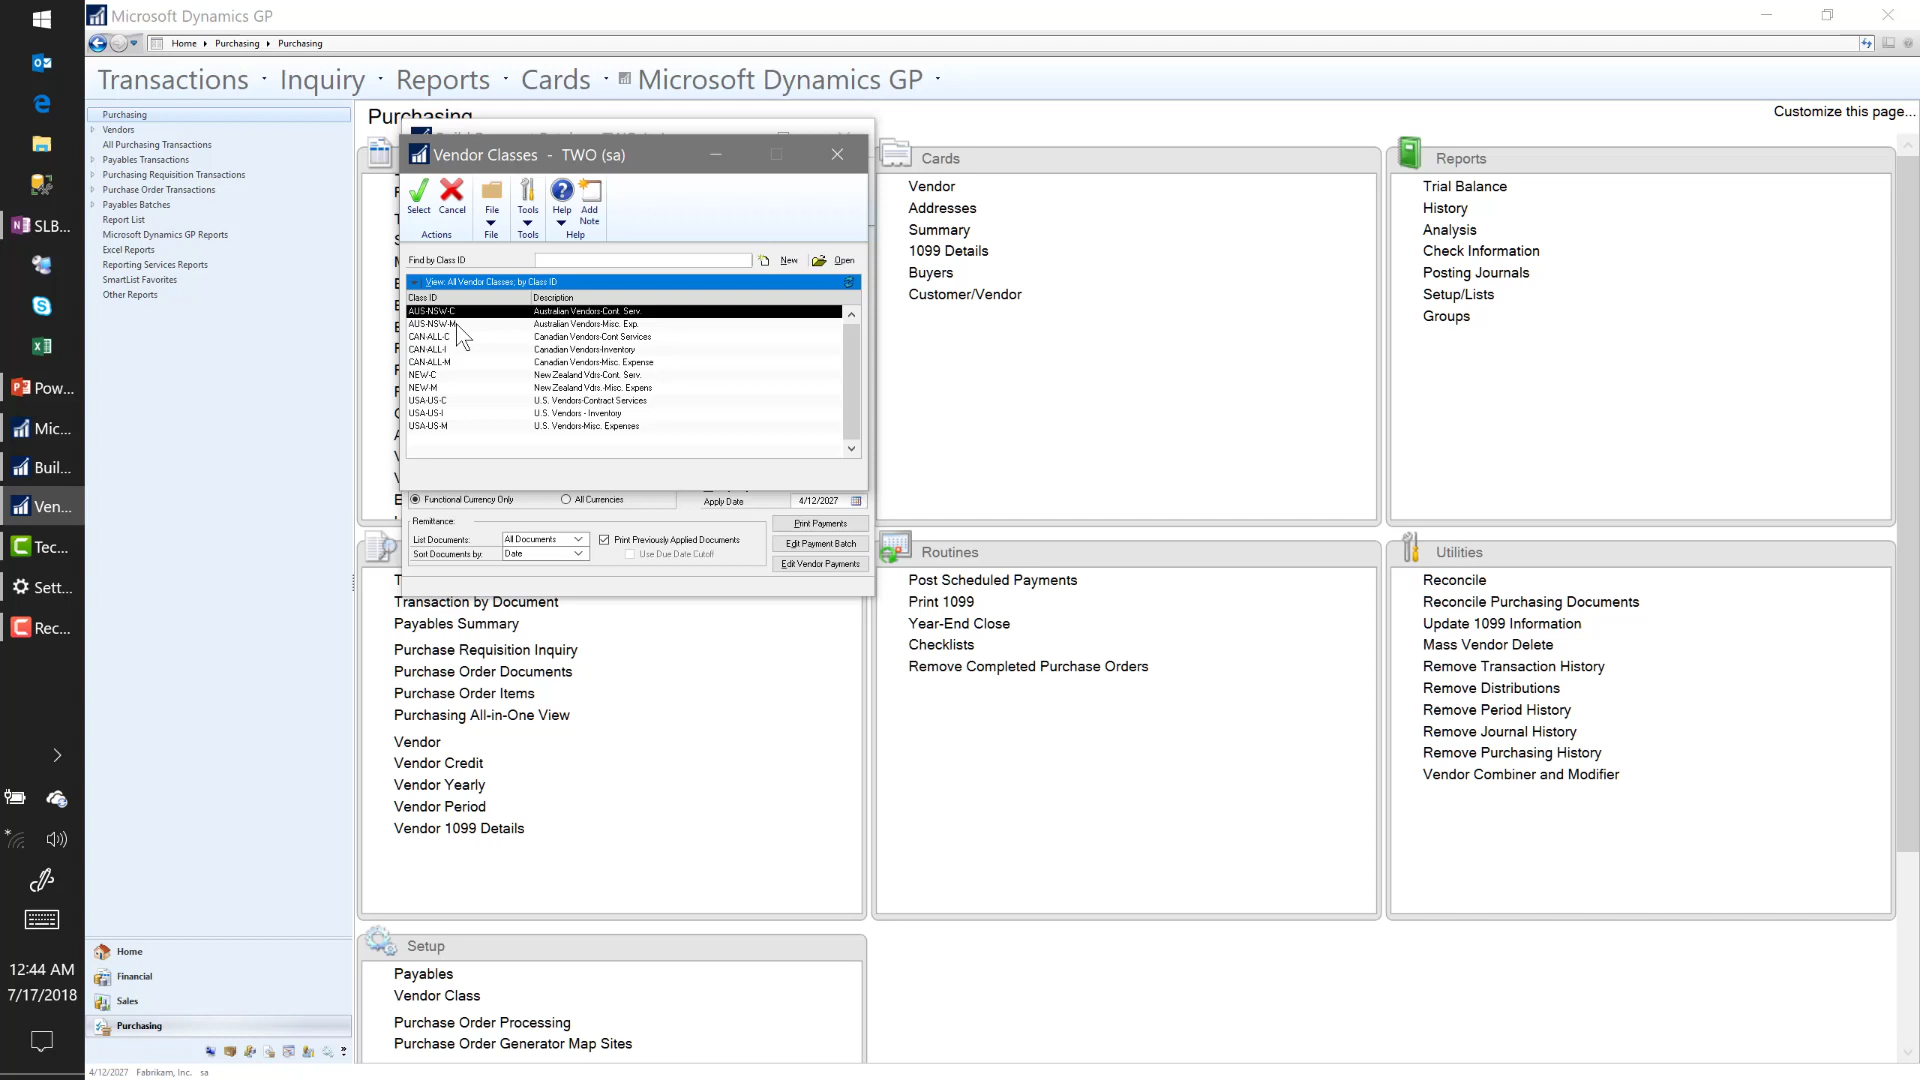 Microsoft Dynamics GP
Home
Purchasing
Purchasing
Transactions
Inquiry
Reports
Cards
Microsoft Dynamics GP
Customize this page...
SLB...
Pow...
Mic...
Buil...
Ven...
Tec...
Sett...
Rec...
12:44 AM
7/17/2018
Purchasing
Vendors
All Purchasing Transactions
Payables Transactions
Purchasing Requisition Transactions
Purchase Order Transactions
Payables Batches
Report List
Microsoft Dynamics GP Reports
Excel Reports
Reporting Services Reports
SmartList Favorites
Other Reports
Home
Financial
Sales
Purchasing
4/12/2027 Fabrikam, Inc. sa
Purchasing
Vendor Classes - TWO (sa)
Select
Cancel
File
Tools
Help
Add Note
Actions
File
Tools
Help
Find by Class ID
New
Open
View: All Vendor Classes; by Class ID
Class ID Description
AUS-NSW-C Australian Vendors-Cont. Serv.
AUS-NSW-M Australian Vendors-Misc. Exp.
CAN-ALL-C Canadian Vendors-Cont Services
CAN-ALL-I Canadian Vendors-Inventory
CAN-ALL-M Canadian Vendors-Misc. Expense
NEW-C New Zealand Vdrs-Cont. Serv.
NEW-M New Zealand Vdrs.-Misc. Expens
USA-US-C U.S. Vendors-Contract Services
USA-US-I U.S. Vendors - Inventory
USA-US-M U.S. Vendors-Misc. Expenses
Functional Currency Only
All Currencies
Apply Date 4/12/2027
Remittance:
List Documents: All Documents
Print Previously Applied Documents
Sort Documents by: Date
Use Due Date Cutoff
Print Payments
Edit Payment Batch
Edit Vendor Payments
Transaction by Document
Payables Summary
Purchase Requisition Inquiry
Purchase Order Documents
Purchase Order Items
Purchasing All-in-One View
Vendor
Vendor Credit
Vendor Yearly
Vendor Period
Vendor 1099 Details
Setup
Payables
Vendor Class
Purchase Order Processing
Purchase Order Generator Map Sites
Cards
Vendor
Addresses
Summary
1099 Details
Buyers
Customer/Vendor
Routines
Post Scheduled Payments
Print 1099
Year-End Close
Checklists
Remove Completed Purchase Orders
Reports
Trial Balance
History
Analysis
Check Information
Posting Journals
Setup/Lists
Groups
Utilities
Reconcile
Reconcile Purchasing Documents
Update 1099 Information
Mass Vendor Delete
Remove Transaction History
Remove Distributions
Remove Period History
Remove Journal History
Remove Purchasing History
Vendor Combiner and Modifier